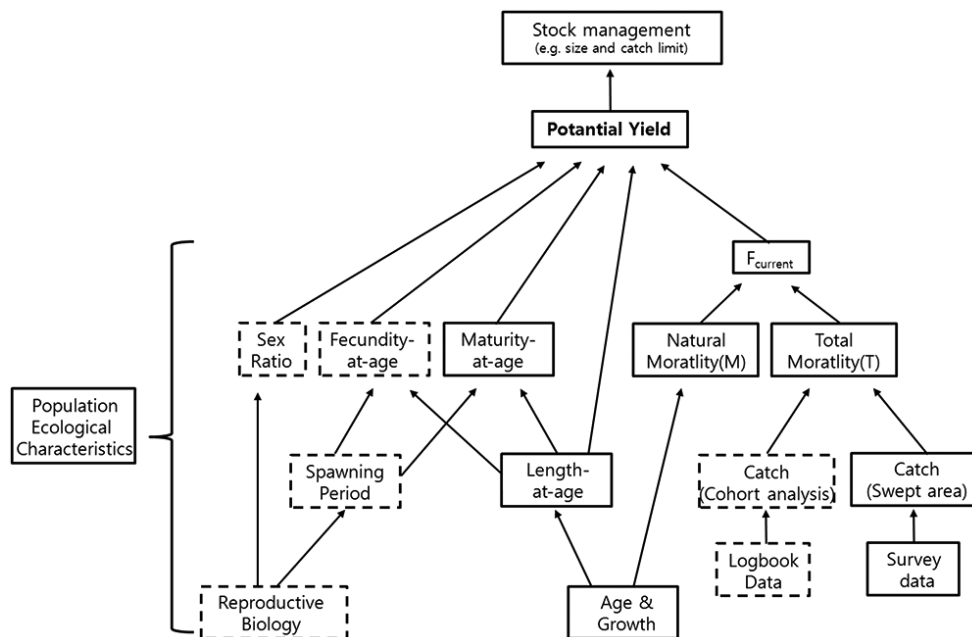 Stock management
(e.g. size and catch limit)
Potantial Yield
F current
Sex
Ratio
Fecundity-
at-age
Maturity-
at-age
Natural
Moratlity(M)
Total
Moratlity(T)
Population
Ecological
Characteristics
Spawning
Period
Length-
at-age
Catch
(Cohort analysis)
Catch
(Swept area)
Logbook
Data
Survey
data
Reproductive
Biology
Age &
Growth